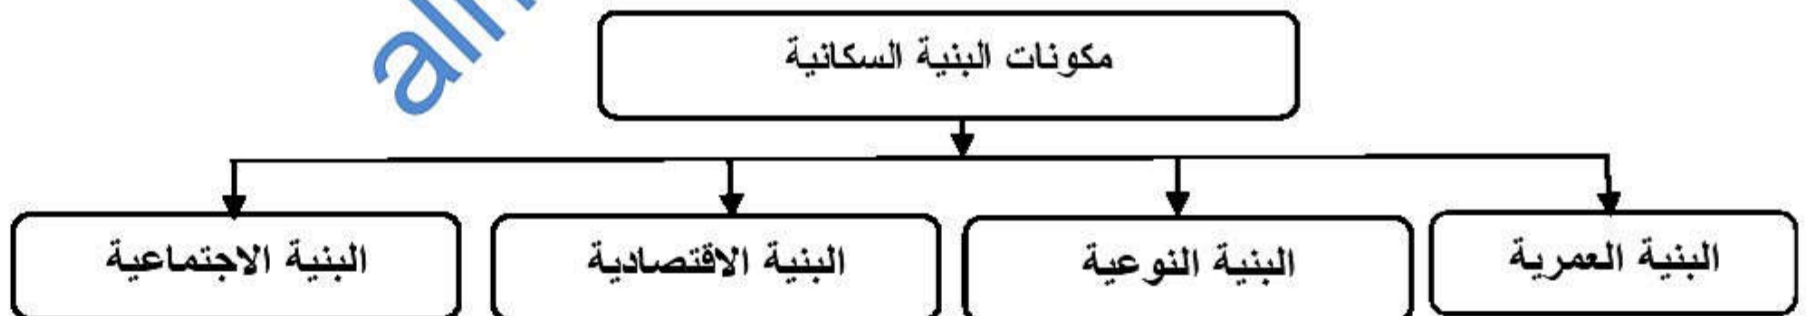 مكونات البنية السكانية
البنية العمرية
البنية النوعية
البنية الاقتصادية
البنية الاجتماعية